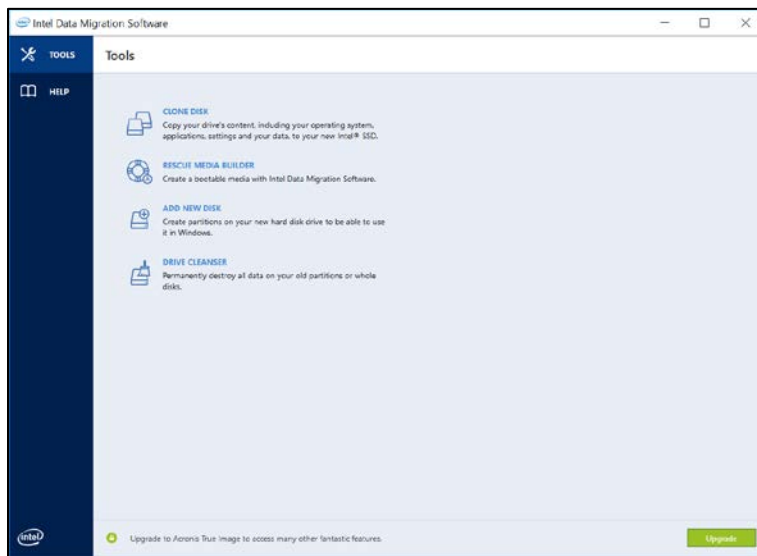 Intel Data Migration Software
TOOLS
HELP
Tools
CLONE DISK
Copy your drive's content, including your operating system,
applications, settings and your data, to your new Intel® SSD.
RESCUE MEDIA BUILDER
Create a bootable media with Intel Data Migration Software.
ADD NEW DISK
Create partitions on your new hard disk drive to be able to use
it in Windows.
DRIVE CLEANSER
Permanently destroy all data on your old partitions or whole
disks.
intel
Upgrade to Acronis True Image to access many other fantastic features.
Upgrade